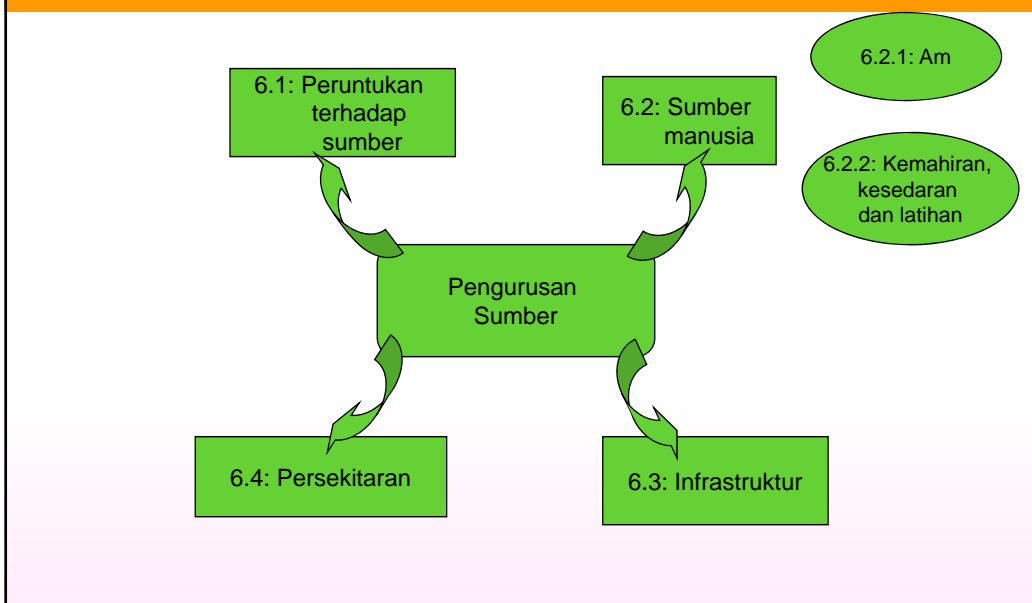 6.1: Peruntukan
terhadap
sumber
6.2: Sumber
manusia
6.2.1: Am
6.2.2: Kemahiran,
kesedaran
dan latihan
Pengurusan
Sumber
6.4: Persekitaran
6.3: Infrastruktur